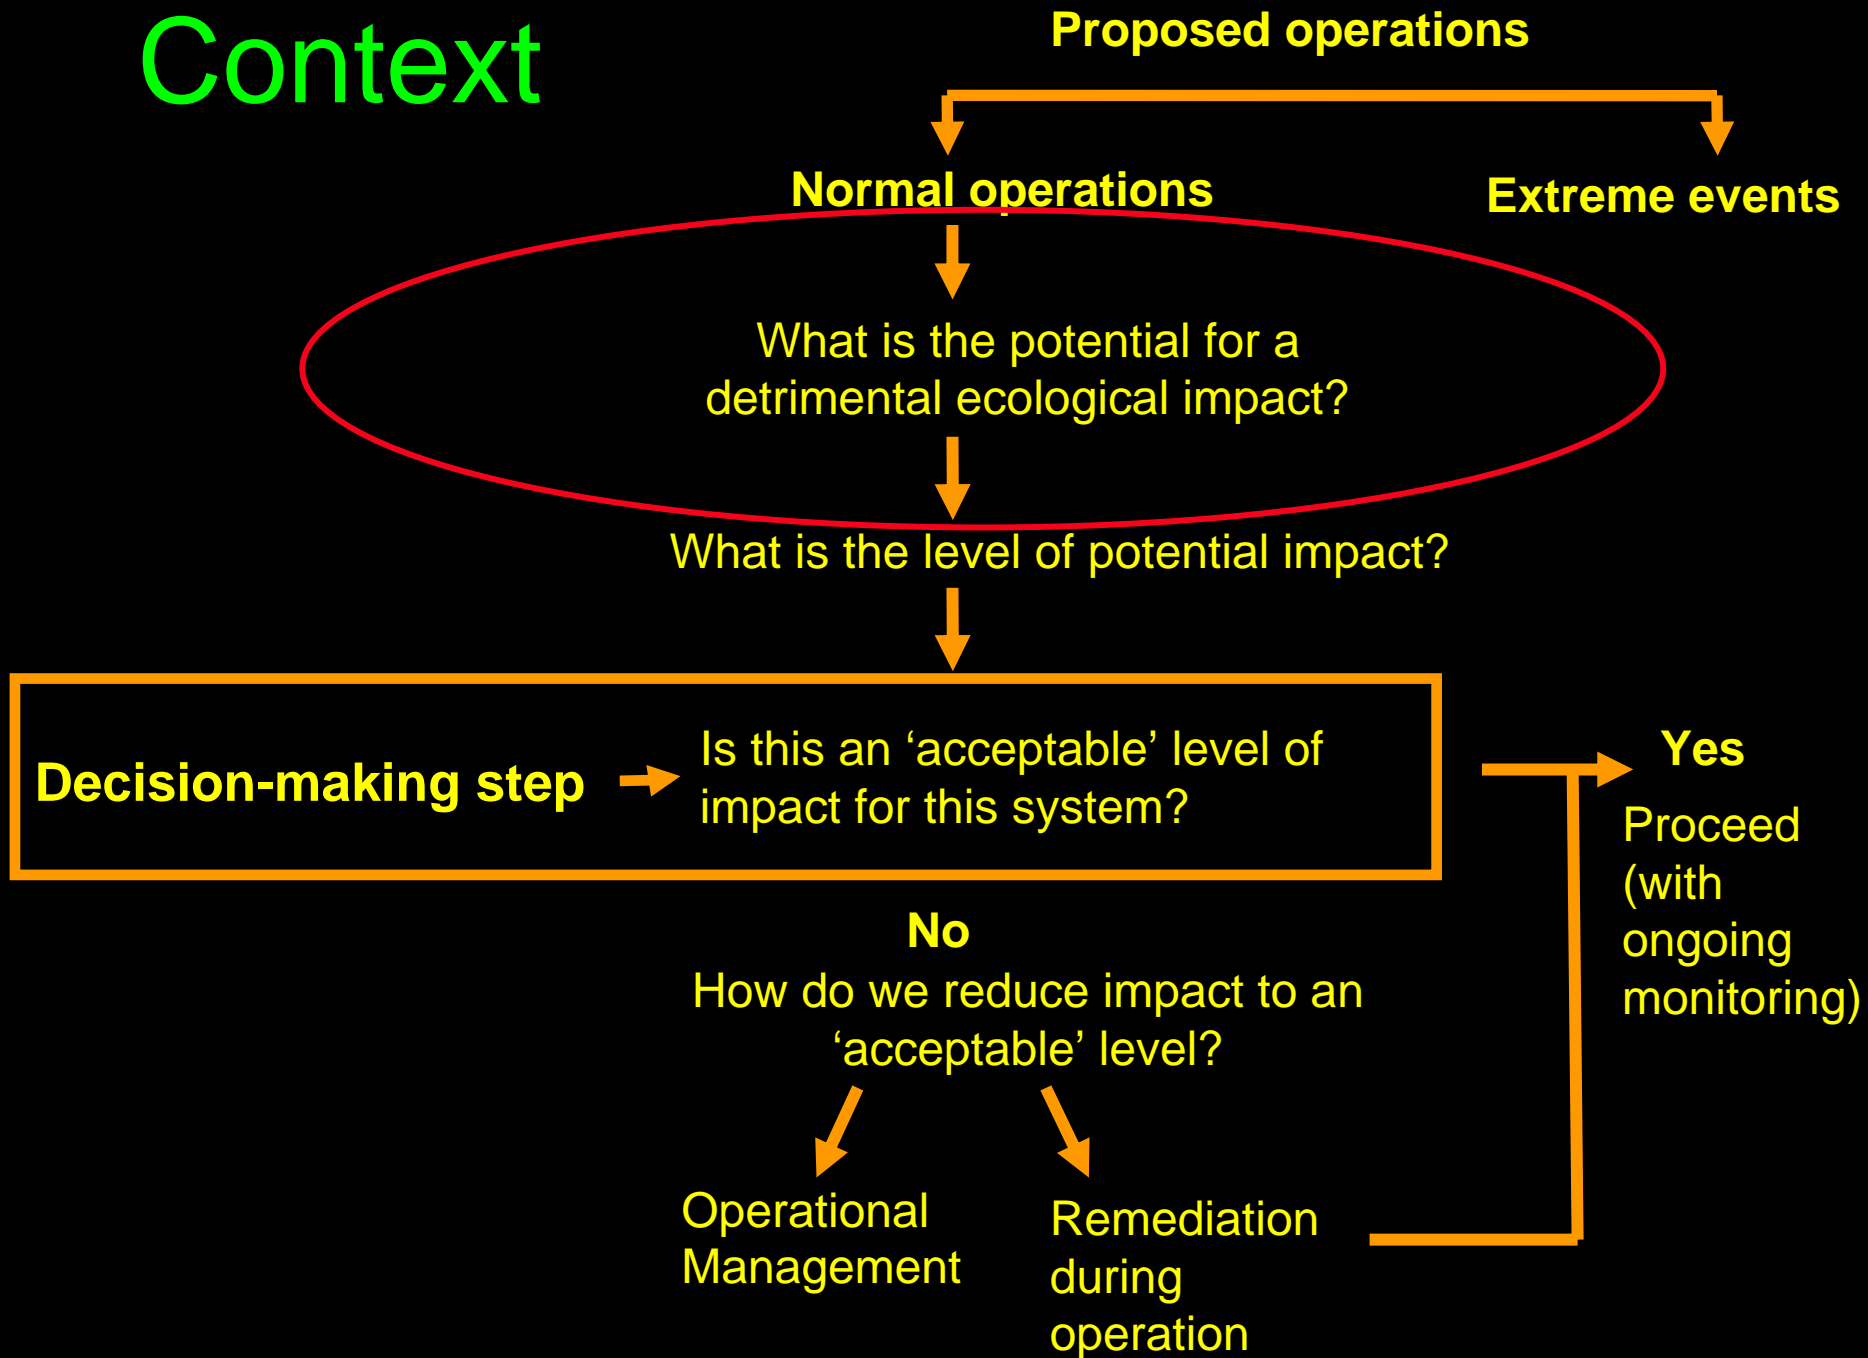 Context
Proposed operations
Normal operations
Extreme events
What is the potential for a
detrimental ecological impact?
What is the level of potential impact?
Decision-making step
Is this an ‘acceptable’ level of
impact for this system?
Yes
Proceed
(with
ongoing
monitoring)
No
How do we reduce impact to an
‘acceptable’ level?
Operational
Management
Remediation
during
operation